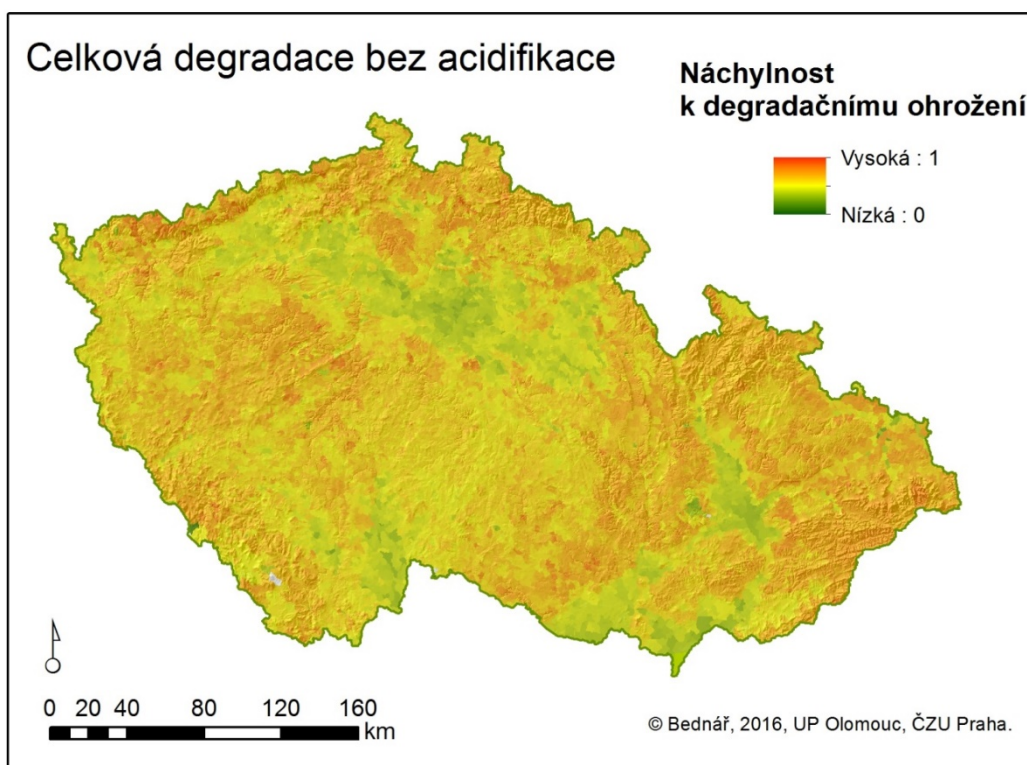 Celková degradace bez acidifikace
Náchylnost
k degradačnímu ohrožení
Vysoká : 1
Nízká : 0
0 20 40 80 120 160
km
© Bednář, 2016, UP Olomouc, ČZU Praha.